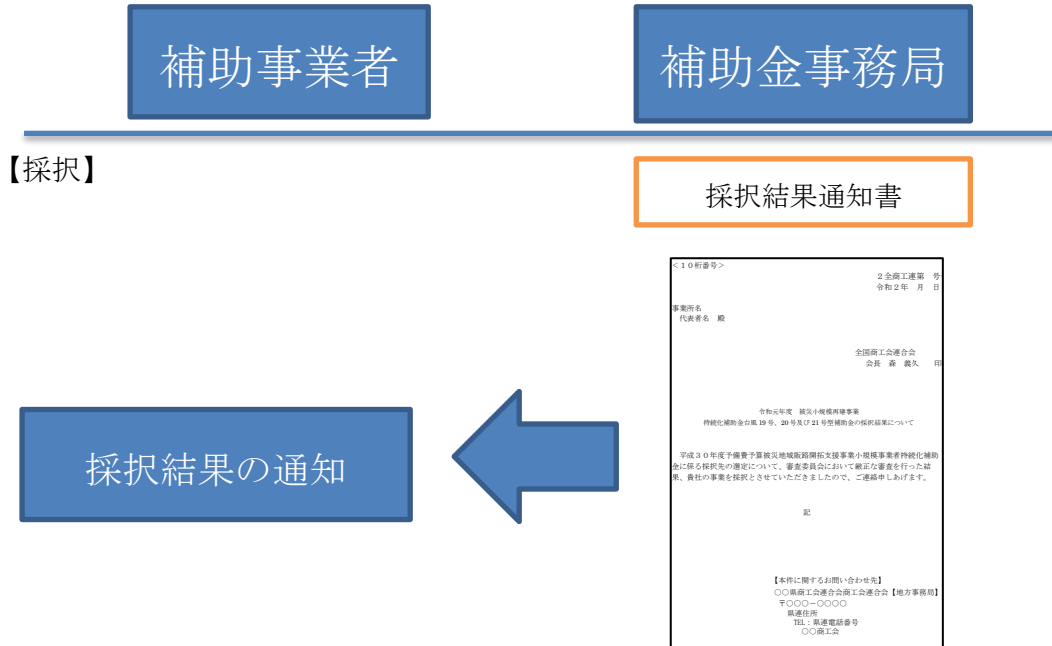 補助事業者
補助金事務局
【採択】
採択結果通知書
採択結果の通知
＜１０桁番号＞
２全商工連第　号
令和２年　月　日
事業所名
代表者名　殿
全国商工会連合会
会長　森　義久　印
令和元年度　被災小規模再建事業
持続化補助金台風 19 号、20 号及び 21 号型補助金の採択結果について
平成３０年度予備費予算被災地域販路開拓支援事業小規模事業者持続化補助
金に係る採択先の選定について、審査委員会において厳正な審査を行った結
果、貴社の事業を採択とさせていただきましたので、ご連絡申しあげます。
記
【本件に関するお問い合わせ先】
○○県商工会連合会商工会連合会【地方事務局】
〒○○○－○○○○
県連住所
TEL：県連電話番号
○○商工会